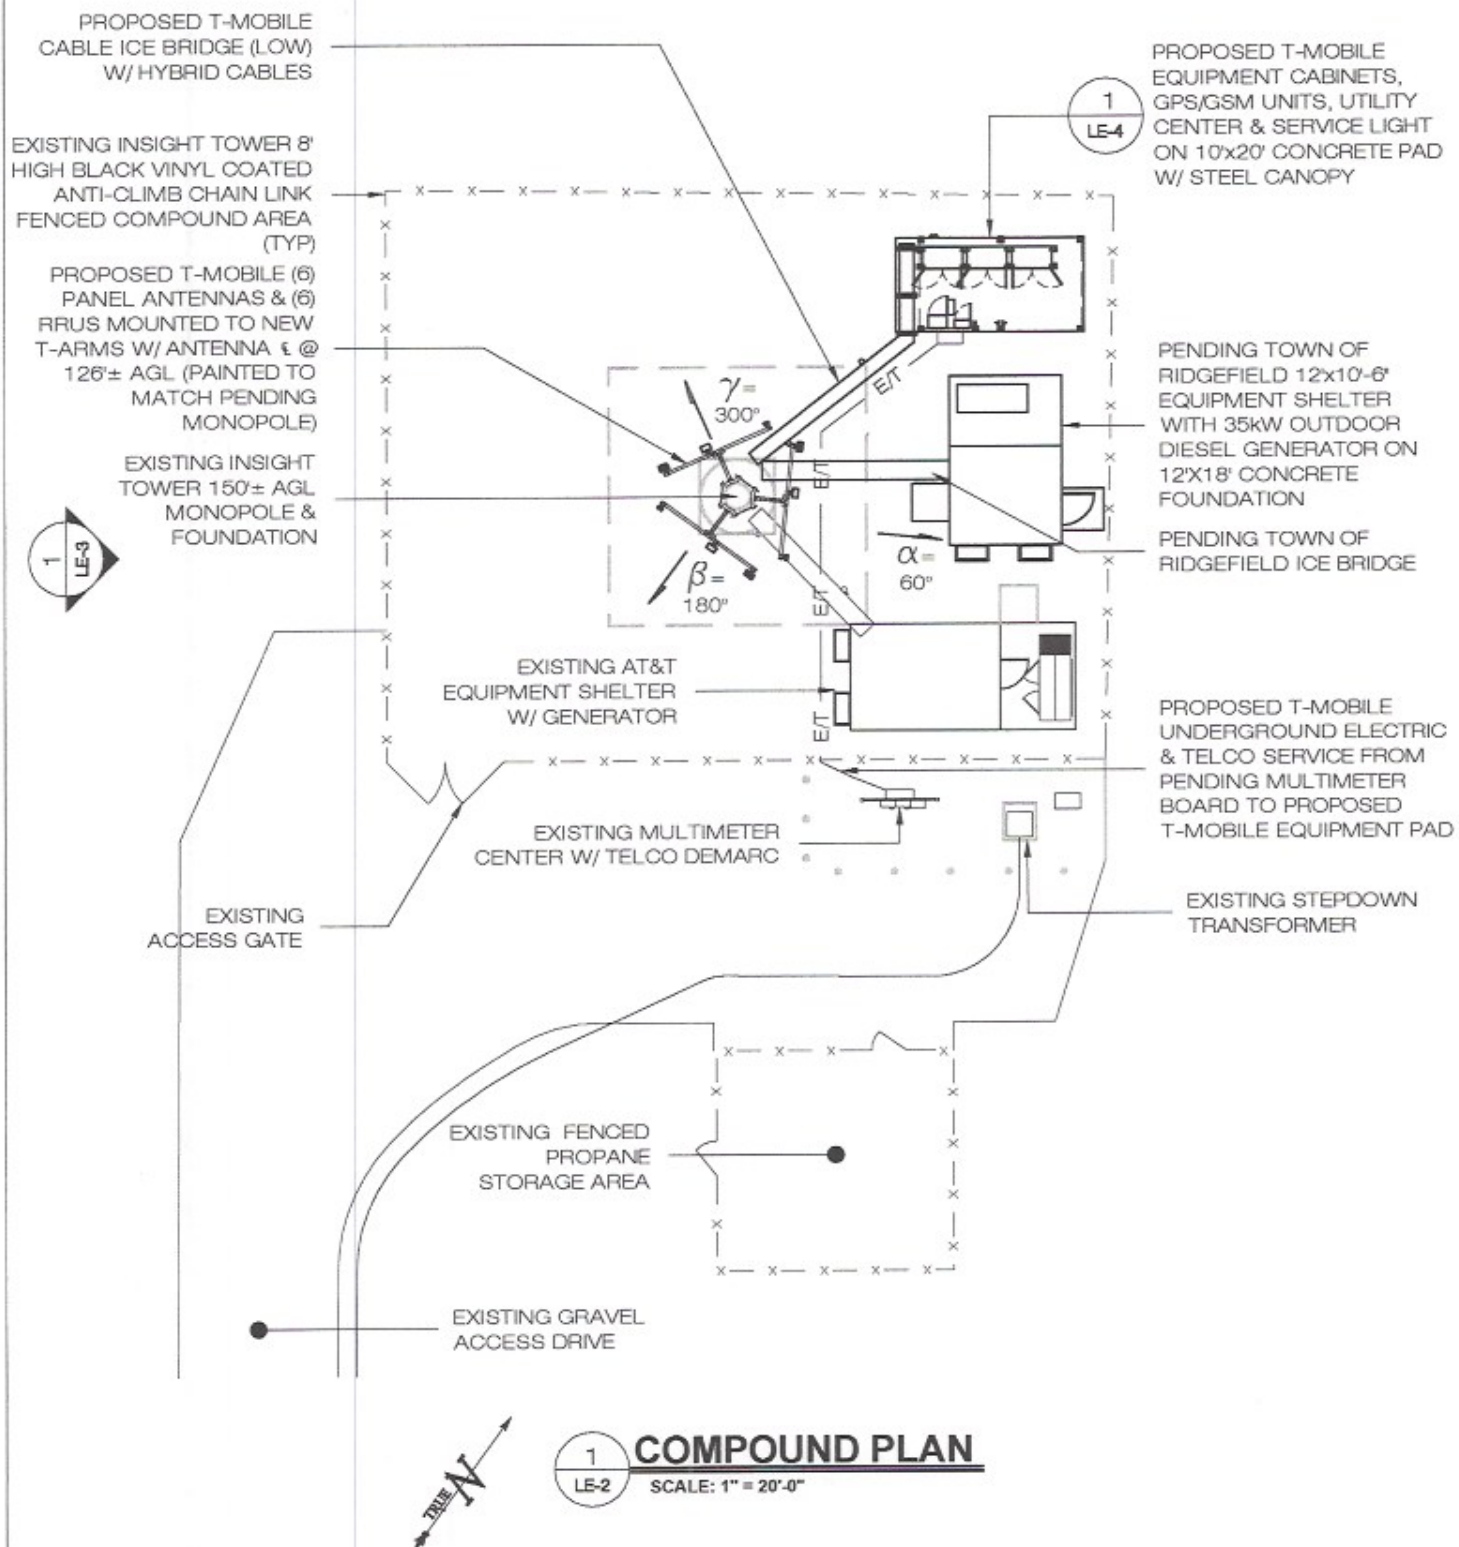 PROPOSED T-MOBILE
CABLE ICE BRIDGE (LOW)
W/ HYBRID CABLES
EXISTING INSIGHT TOWER 8'
HIGH BLACK VINYL COATED
ANTI-CLIMB CHAIN LINK
FENCED COMPOUND AREA
(TYP)
PROPOSED T-MOBILE (6)
PANEL ANTENNAS & (6)
RRUS MOUNTED TO NEW
T-ARMS W/ ANTENNA ℄ @
126'± AGL (PAINTED TO
MATCH PENDING
MONOPOLE)
EXISTING INSIGHT
TOWER 150'± AGL
MONOPOLE &
FOUNDATION
1
LE-3
1
LE-4
PROPOSED T-MOBILE
EQUIPMENT CABINETS,
GPS/GSM UNITS, UTILITY
CENTER & SERVICE LIGHT
ON 10'x20' CONCRETE PAD
W/ STEEL CANOPY
PENDING TOWN OF
RIDGEFIELD 12'x10'-6"
EQUIPMENT SHELTER
WITH 35kW OUTDOOR
DIESEL GENERATOR ON
12'X18' CONCRETE
FOUNDATION
PENDING TOWN OF
RIDGEFIELD ICE BRIDGE
γ=
300°
α=
60°
β=
180°
E/T
E/T
E/T
E/T
EXISTING AT&T
EQUIPMENT SHELTER
W/ GENERATOR
PROPOSED T-MOBILE
UNDERGROUND ELECTRIC
& TELCO SERVICE FROM
PENDING MULTIMETER
BOARD TO PROPOSED
T-MOBILE EQUIPMENT PAD
EXISTING MULTIMETER
CENTER W/ TELCO DEMARC
EXISTING
ACCESS GATE
EXISTING STEPDOWN
TRANSFORMER
EXISTING FENCED
PROPANE
STORAGE AREA
EXISTING GRAVEL
ACCESS DRIVE
TRUE N
1
LE-2
COMPOUND PLAN
SCALE: 1" = 20'-0"